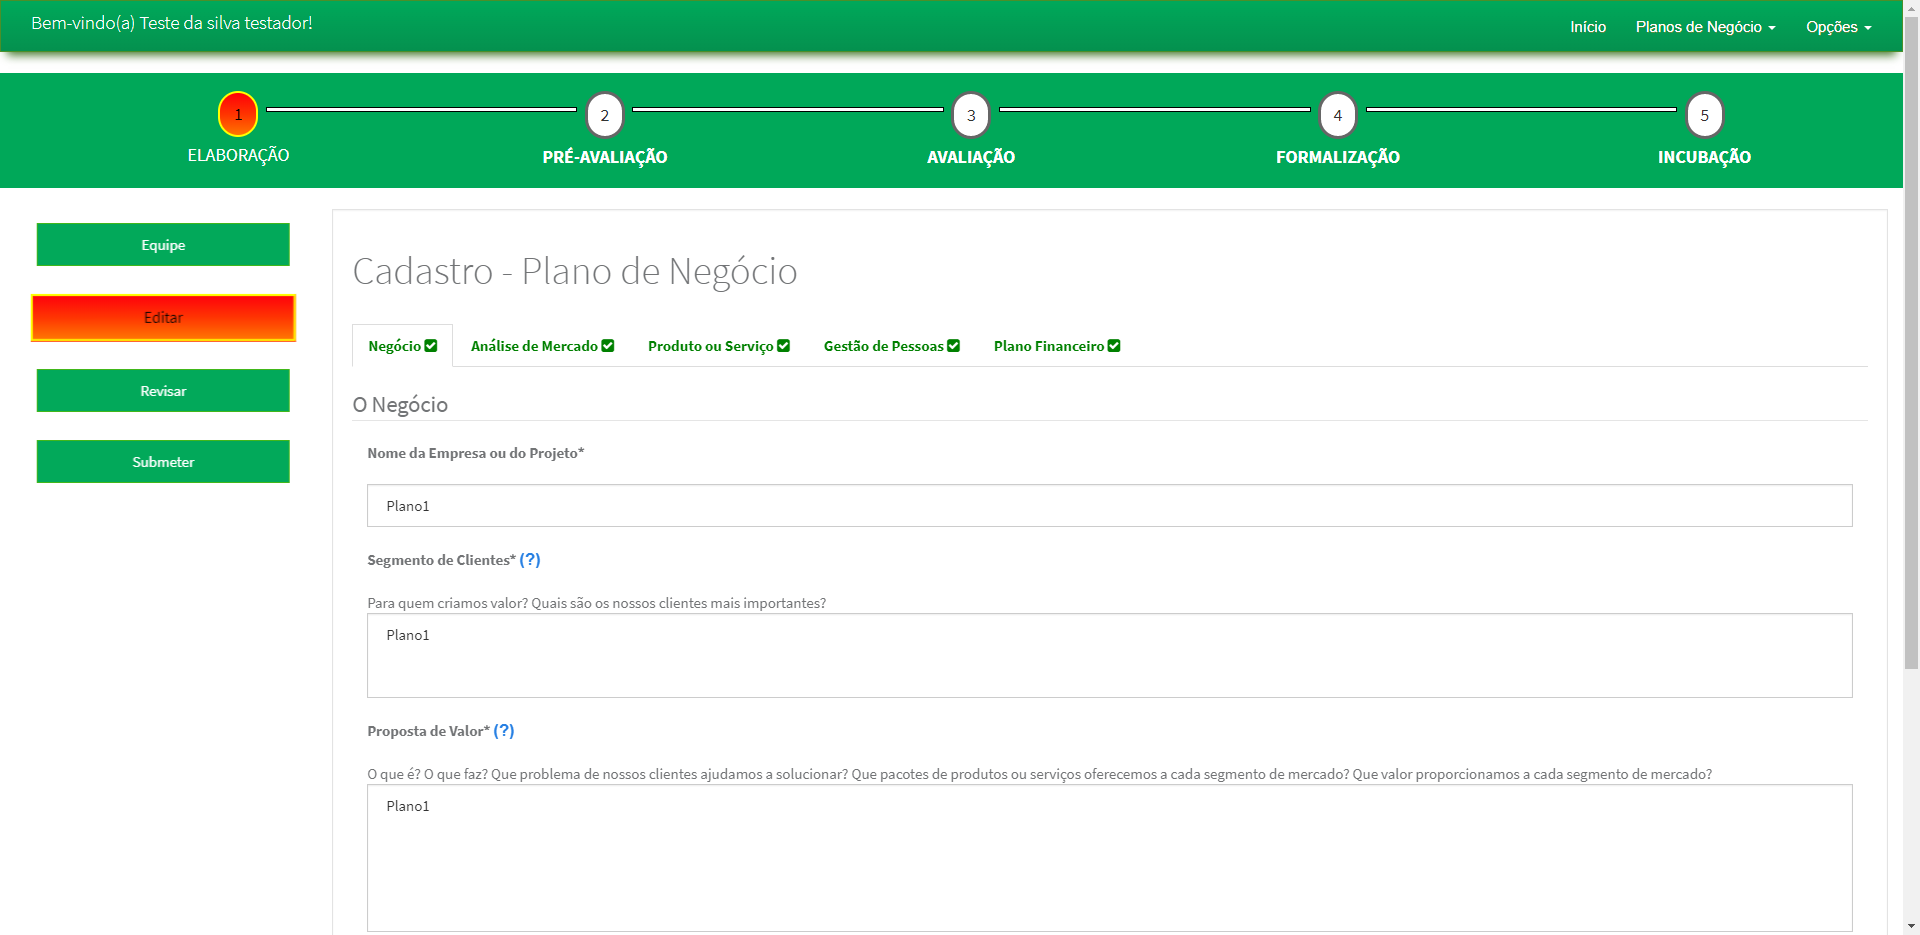 Bem-vindo(a) Teste da silva testador!
Início Planos de Negócio Opções
1 2 3 4 5
ELABORAÇÃO PRÉ-AVALIAÇÃO AVALIAÇÃO FORMALIZAÇÃO INCUBAÇÃO
Equipe
Editar
Revisar
Submeter
Cadastro - Plano de Negócio
Negócio Análise de Mercado Produto ou Serviço Gestão de Pessoas Plano Financeiro
O Negócio
Nome da Empresa ou do Projeto*
Plano1
Segmento de Clientes* (?)
Para quem criamos valor? Quais são os nossos clientes mais importantes?
Plano1
Proposta de Valor* (?)
O que é? O que faz? Que problema de nossos clientes ajudamos a solucionar? Que pacotes de produtos ou serviços oferecemos a cada segmento de mercado? Que valor proporcionamos a cada segmento de mercado?
Plano1